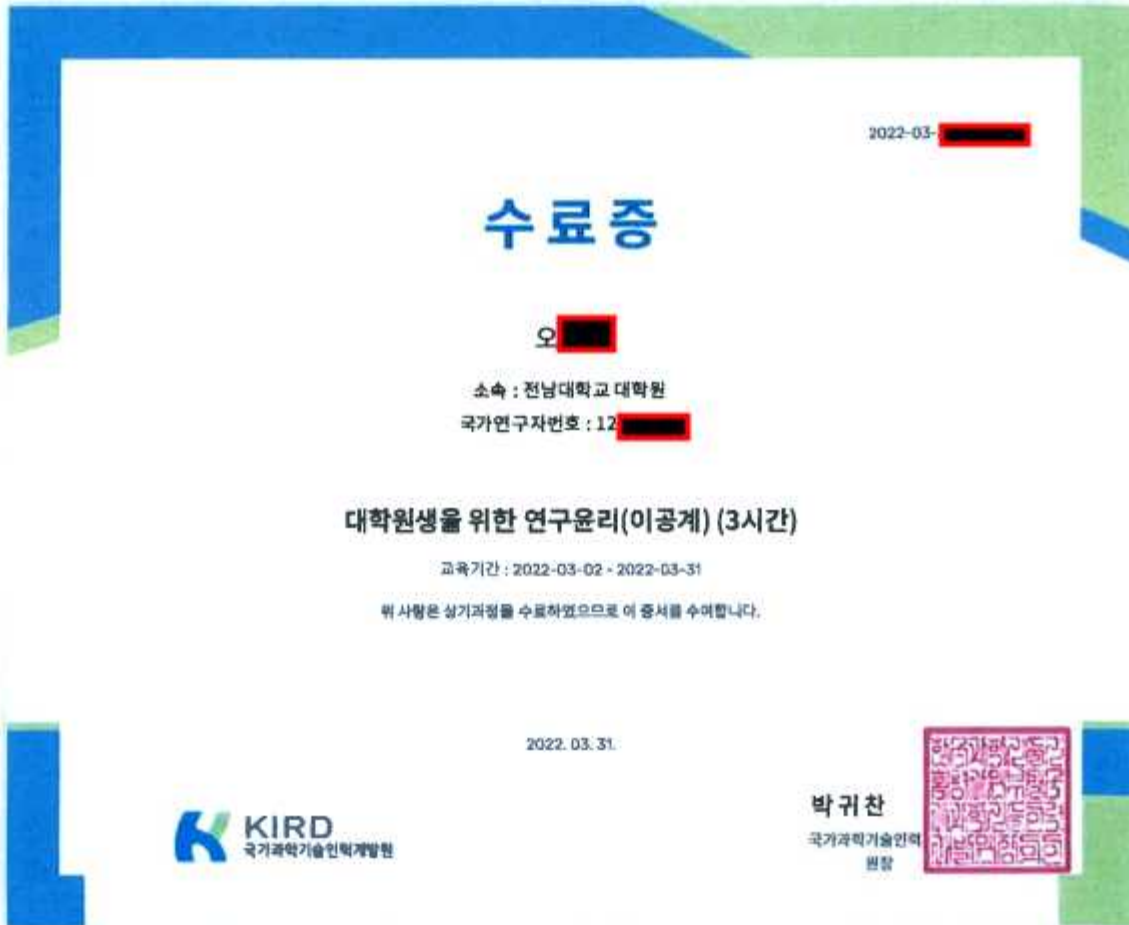 2022-03-
수료증
오
소속 : 전남대학교 대학원
국가연구자번호 : 12
대학원생을 위한 연구윤리(이공계) (3시간)
교육기간 : 2022-03-02 - 2022-03-31
위 사람은 상기과정을 수료하였으므로 이 증서를 수여합니다.
2022. 03. 31.
박귀찬
국가과학기술인력
원장
KIRD
국가과학기술인력개발원